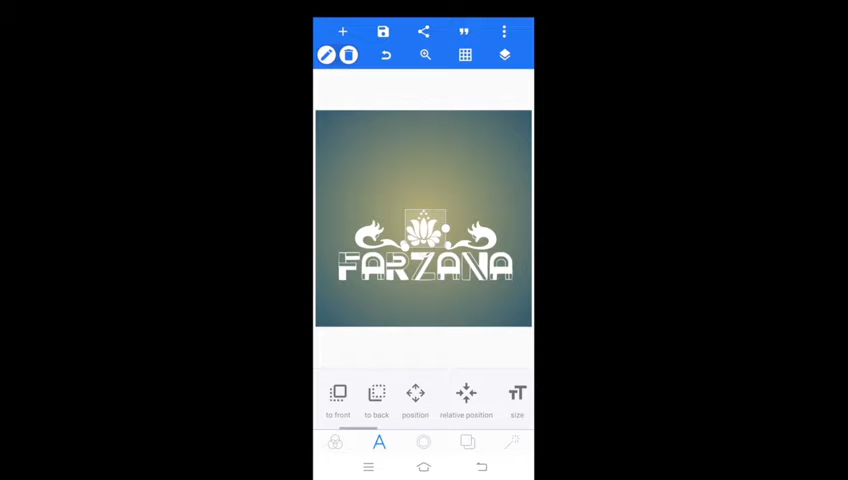 FARZANA
to front
to back
position
relative position
size